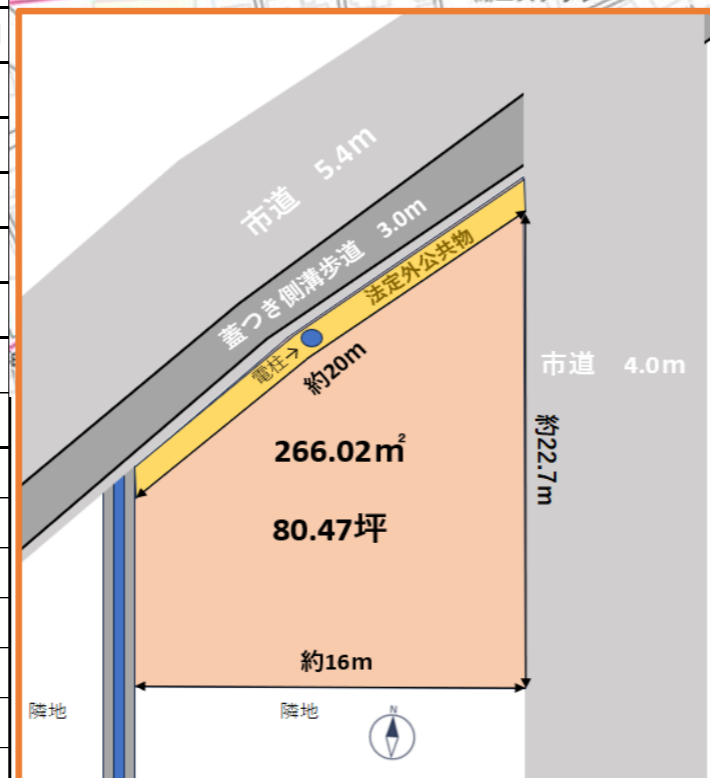 市道 5.4m
蓋つき側溝歩道 3.0m
法定外公共物
電柱→
約20m
市道 4.0m
266.02㎡
約22.7m
80.47坪
約16m
隣地
隣地
N